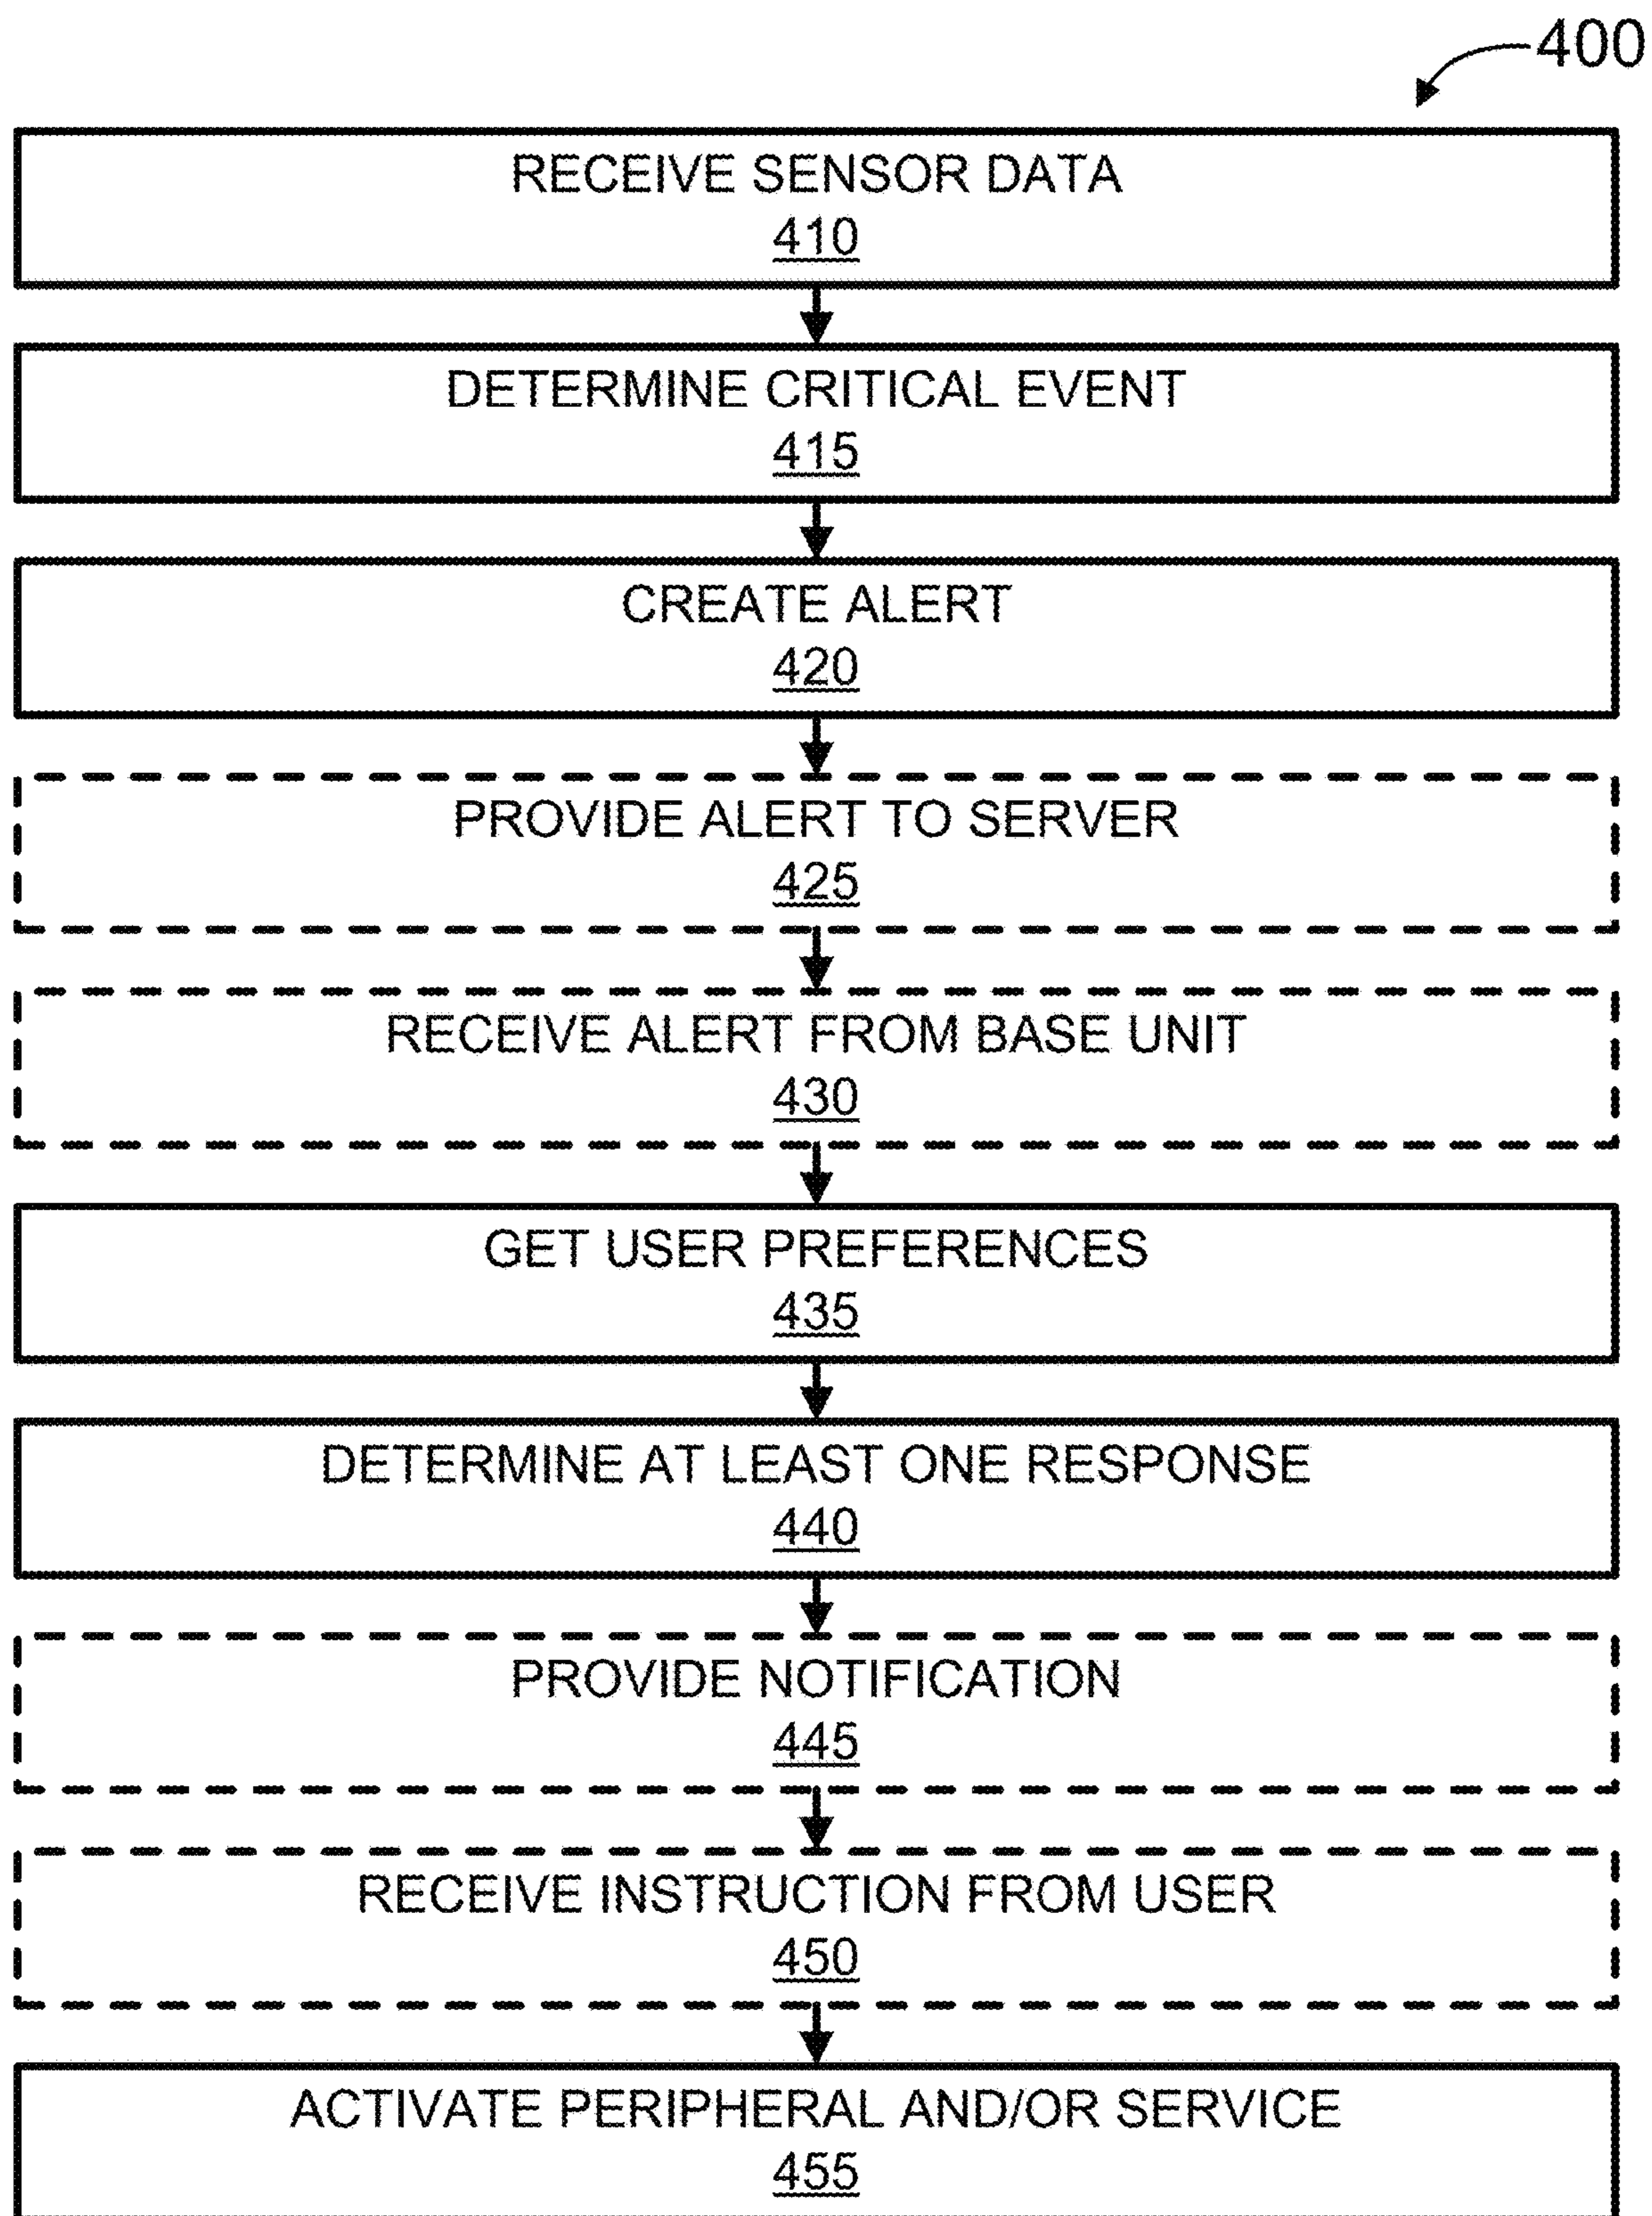 400
RECEIVE SENSOR DATA
410
DETERMINE CRITICAL EVENT
415
CREATE ALERT
420
PROVIDE ALERT TO SERVER
425
RECEIVE ALERT FROM BASE UNIT
430
GET USER PREFERENCES
435
DETERMINE AT LEAST ONE RESPONSE
440
PROVIDE NOTIFICATION
445
RECEIVE INSTRUCTION FROM USER
450
ACTIVATE PERIPHERAL AND/OR SERVICE
455